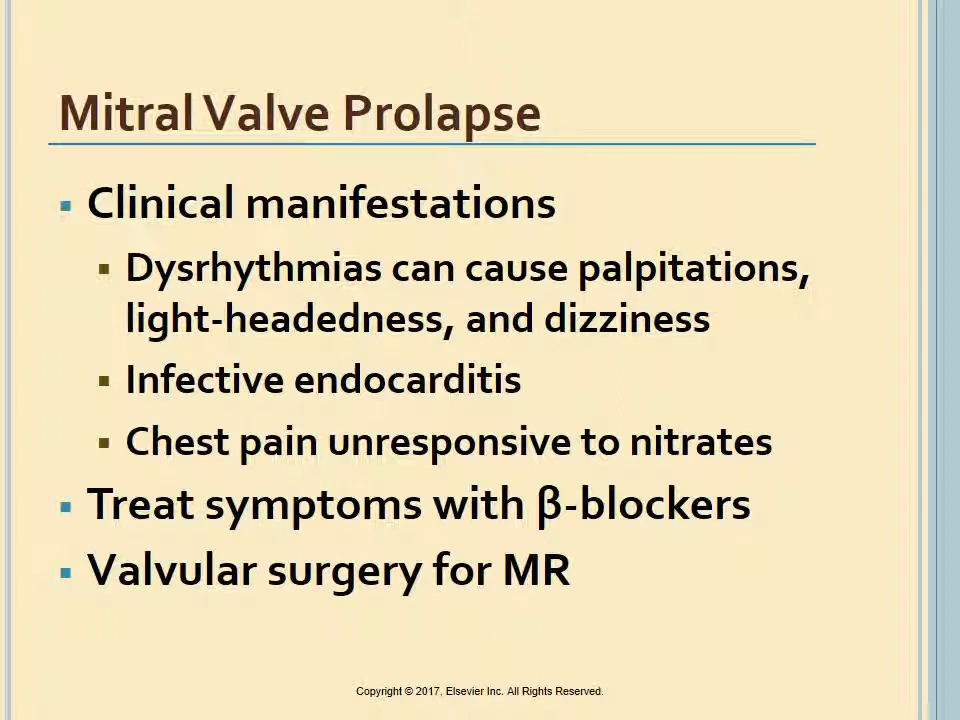 Mitral Valve Prolapse
▪ Clinical manifestations
▪ Dysrhythmias can cause palpitations,
light-headedness, and dizziness
▪ Infective endocarditis
▪ Chest pain unresponsive to nitrates
▪ Treat symptoms with β-blockers
▪ Valvular surgery for MR
Copyright © 2017, Elsevier Inc. All Rights Reserved.